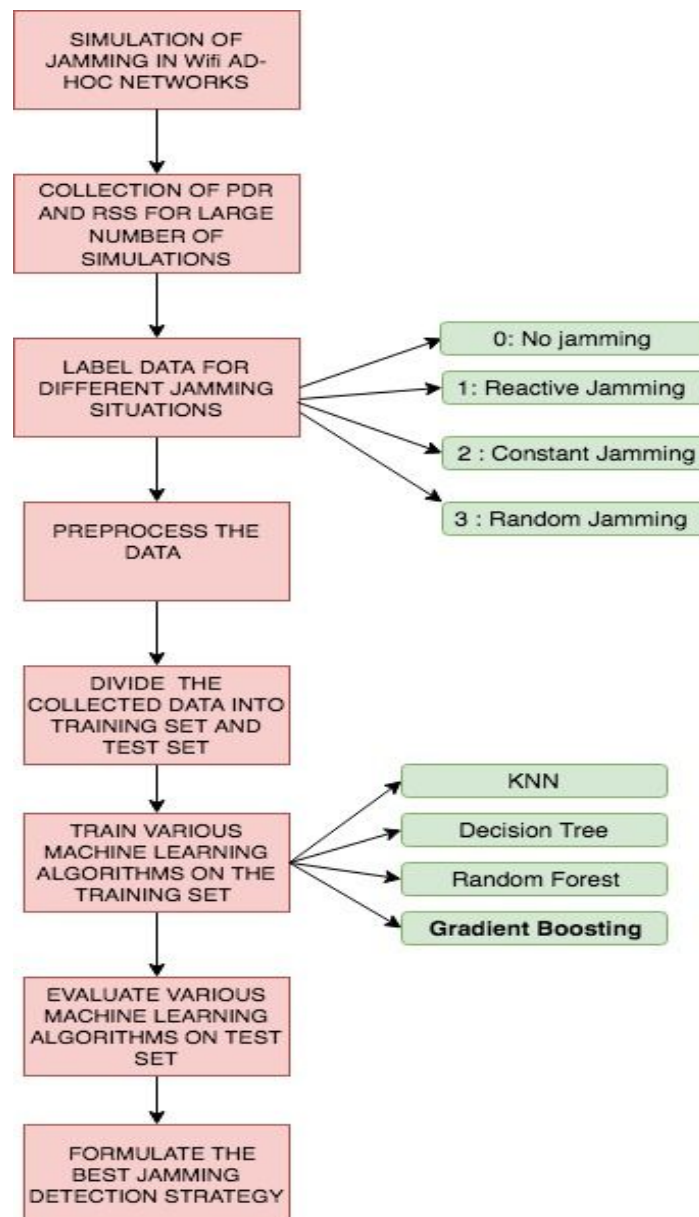 SIMULATION OF
JAMMING IN Wifi AD-
HOC NETWORKS
COLLECTION OF PDR
AND RSS FOR LARGE
NUMBER OF
SIMULATIONS
LABEL DATA FOR
DIFFERENT JAMMING
SITUATIONS
0: No jamming
1: Reactive Jamming
2 : Constant Jamming
3 : Random Jamming
PREPROCESS THE
DATA
DIVIDE THE
COLLECTED DATA INTO
TRAINING SET AND
TEST SET
TRAIN VARIOUS
MACHINE LEARNING
ALGORITHMS ON THE
TRAINING SET
KNN
Decision Tree
Random Forest
Gradient Boosting
EVALUATE VARIOUS
MACHINE LEARNING
ALGORITHMS ON TEST
SET
FORMULATE THE
BEST JAMMING
DETECTION STRATEGY